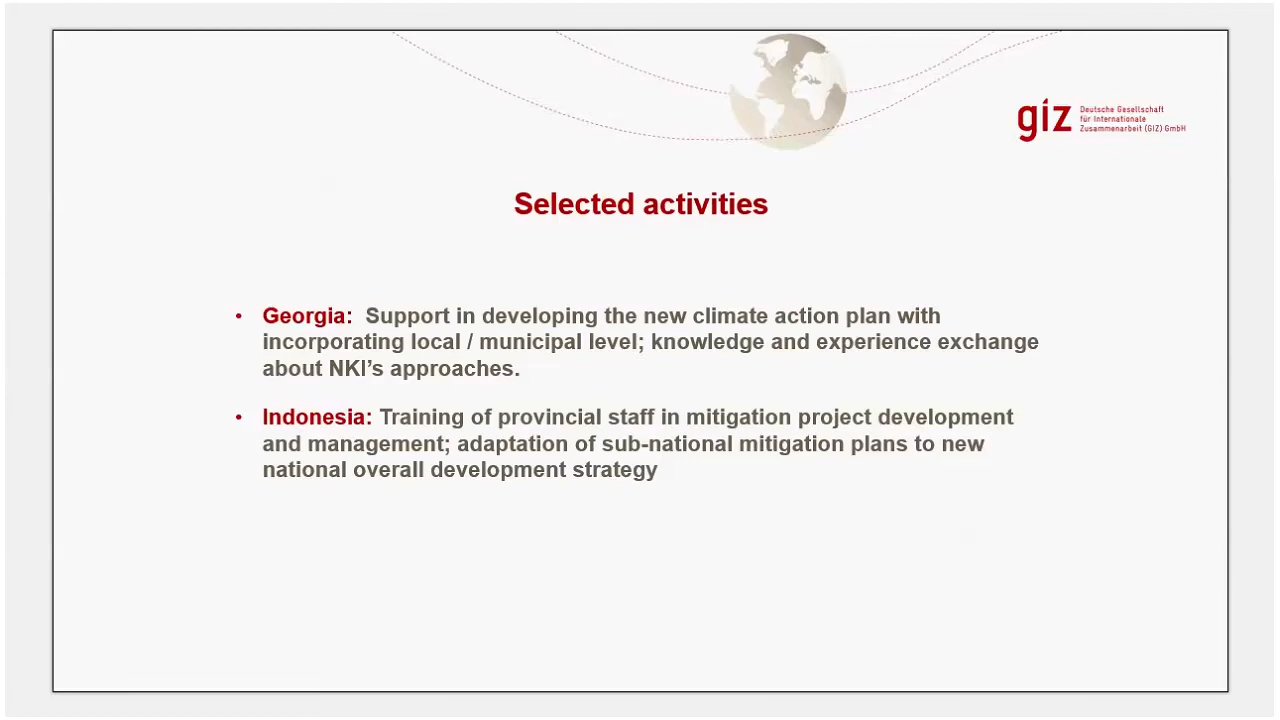 giz
Deutsche Gesellschaft
für Internationale
Zusammenarbeit (GIZ) GmbH
Selected activities
• Georgia: Support in developing the new climate action plan with
incorporating local / municipal level; knowledge and experience exchange
about NKI’s approaches.
• Indonesia: Training of provincial staff in mitigation project development
and management; adaptation of sub-national mitigation plans to new
national overall development strategy